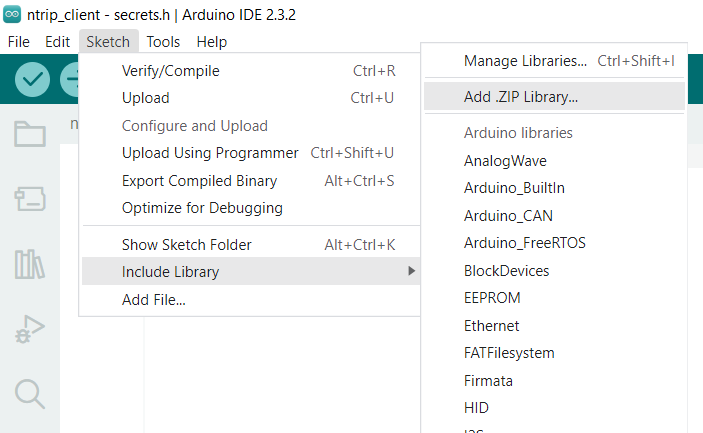 ntrip_client - secrets.h | Arduino IDE 2.3.2
File Edit Sketch Tools Help
Verify/Compile Ctrl+R
Upload Ctrl+U
Configure and Upload
Upload Using Programmer Ctrl+Shift+U
Export Compiled Binary Alt+Ctrl+S
Optimize for Debugging
Show Sketch Folder Alt+Ctrl+K
Include Library
Add File...
Manage Libraries... Ctrl+Shift+I
Add .ZIP Library...
Arduino libraries
AnalogWave
Arduino_BuiltIn
Arduino_CAN
Arduino_FreeRTOS
BlockDevices
EEPROM
Ethernet
FATFilesystem
Firmata
HID